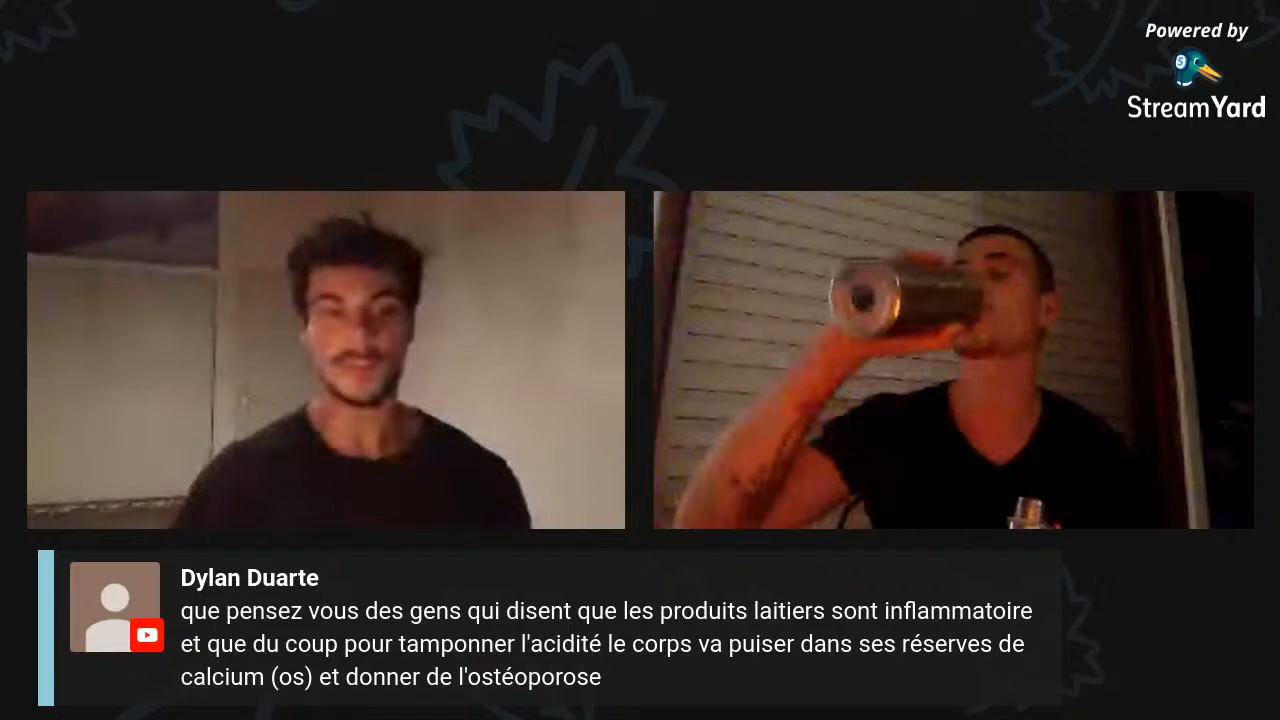 Powered by
StreamYard
Dylan Duarte
que pensez vous des gens qui disent que les produits laitiers sont inflammatoire
et que du coup pour tamponner l'acidité le corps va puiser dans ses réserves de
calcium (os) et donner de l'ostéoporose